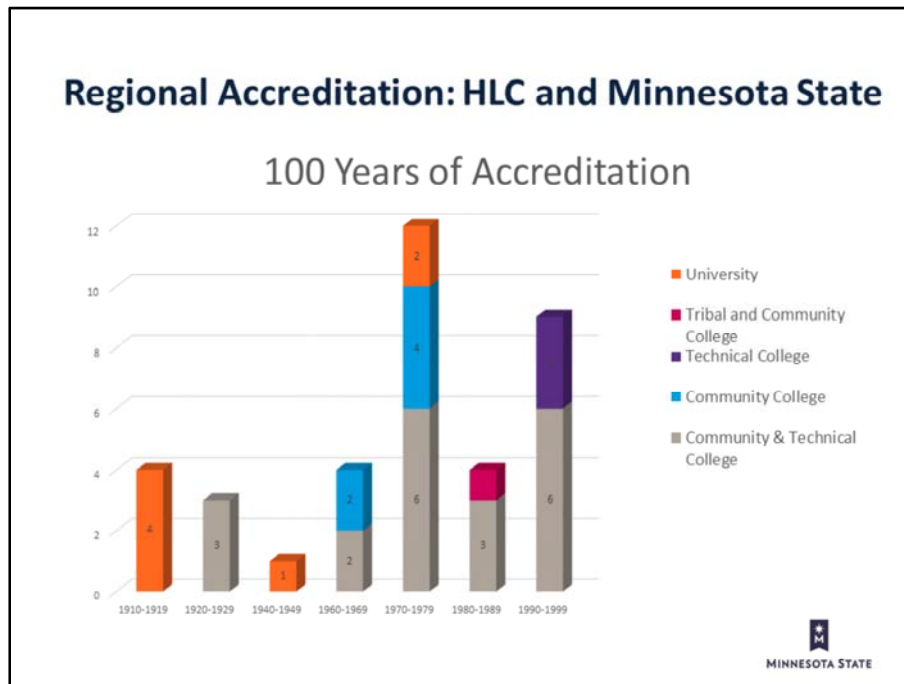 Regional Accreditation: HLC and Minnesota State
100 Years of Accreditation
12
10
8
6
4
2
0
4
3
1
2
2
2
4
6
3
6
1910-1919
1920-1929
1940-1949
1960-1969
1970-1979
1980-1989
1990-1999
University
Tribal and Community
College
Technical College
Community College
Community & Technical
College
M
MINNESOTA STATE